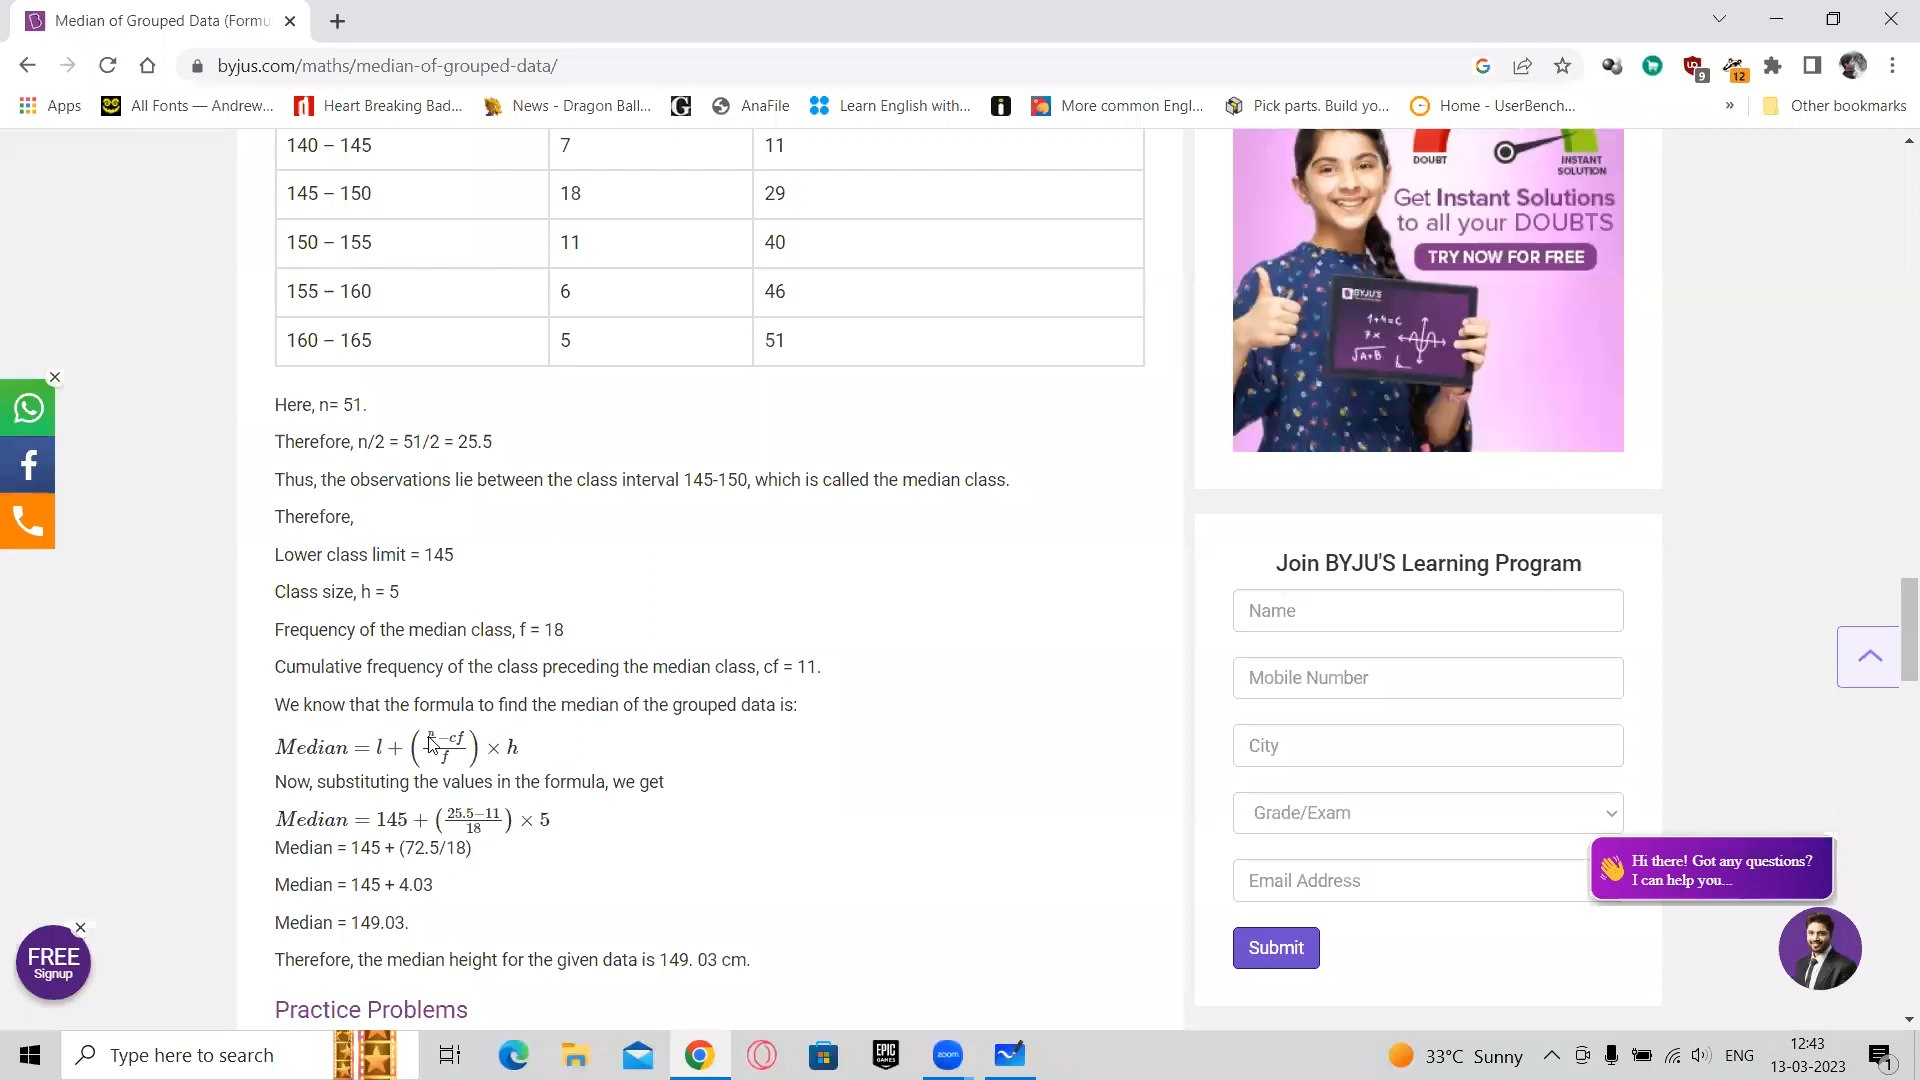 Median of Grouped Data (Formu
byjus.com/maths/median-of-grouped-data/
9
12
Apps
All Fonts — Andrew...
Heart Breaking Bad...
News - Dragon Ball...
G
AnaFile
Learn English with...
More common Engl...
Pick parts. Build yo...
Home - UserBench...
»
Other bookmarks
140 – 145 7 11
145 – 150 18 29
150 – 155 11 40
155 – 160 6 46
160 – 165 5 51
Here, n= 51.
Therefore, n/2 = 51/2 = 25.5
Thus, the observations lie between the class interval 145-150, which is called the median class.
Therefore,
Lower class limit = 145
Class size, h = 5
Frequency of the median class, f = 18
Cumulative frequency of the class preceding the median class, cf = 11.
We know that the formula to find the median of the grouped data is:
Median = l + (—cf / f) × h
Now, substituting the values in the formula, we get
Median = 145 + (25.5−11 / 18) × 5
Median = 145 + (72.5/18)
Median = 145 + 4.03
Median = 149.03.
Therefore, the median height for the given data is 149. 03 cm.
Practice Problems
FREE
Signup
DOUBT
INSTANT
SOLUTION
Get Instant Solutions
to all your DOUBTS
TRY NOW FOR FREE
BYJU'S
1+4=C
7x
√A+B
Join BYJU'S Learning Program
Name
Mobile Number
City
Grade/Exam
Email Address
Submit
Hi there! Got any questions?
I can help you...
Type here to search
EPIC
GAMES
zoom
33°C Sunny
ENG
12:43
13-03-2023
1